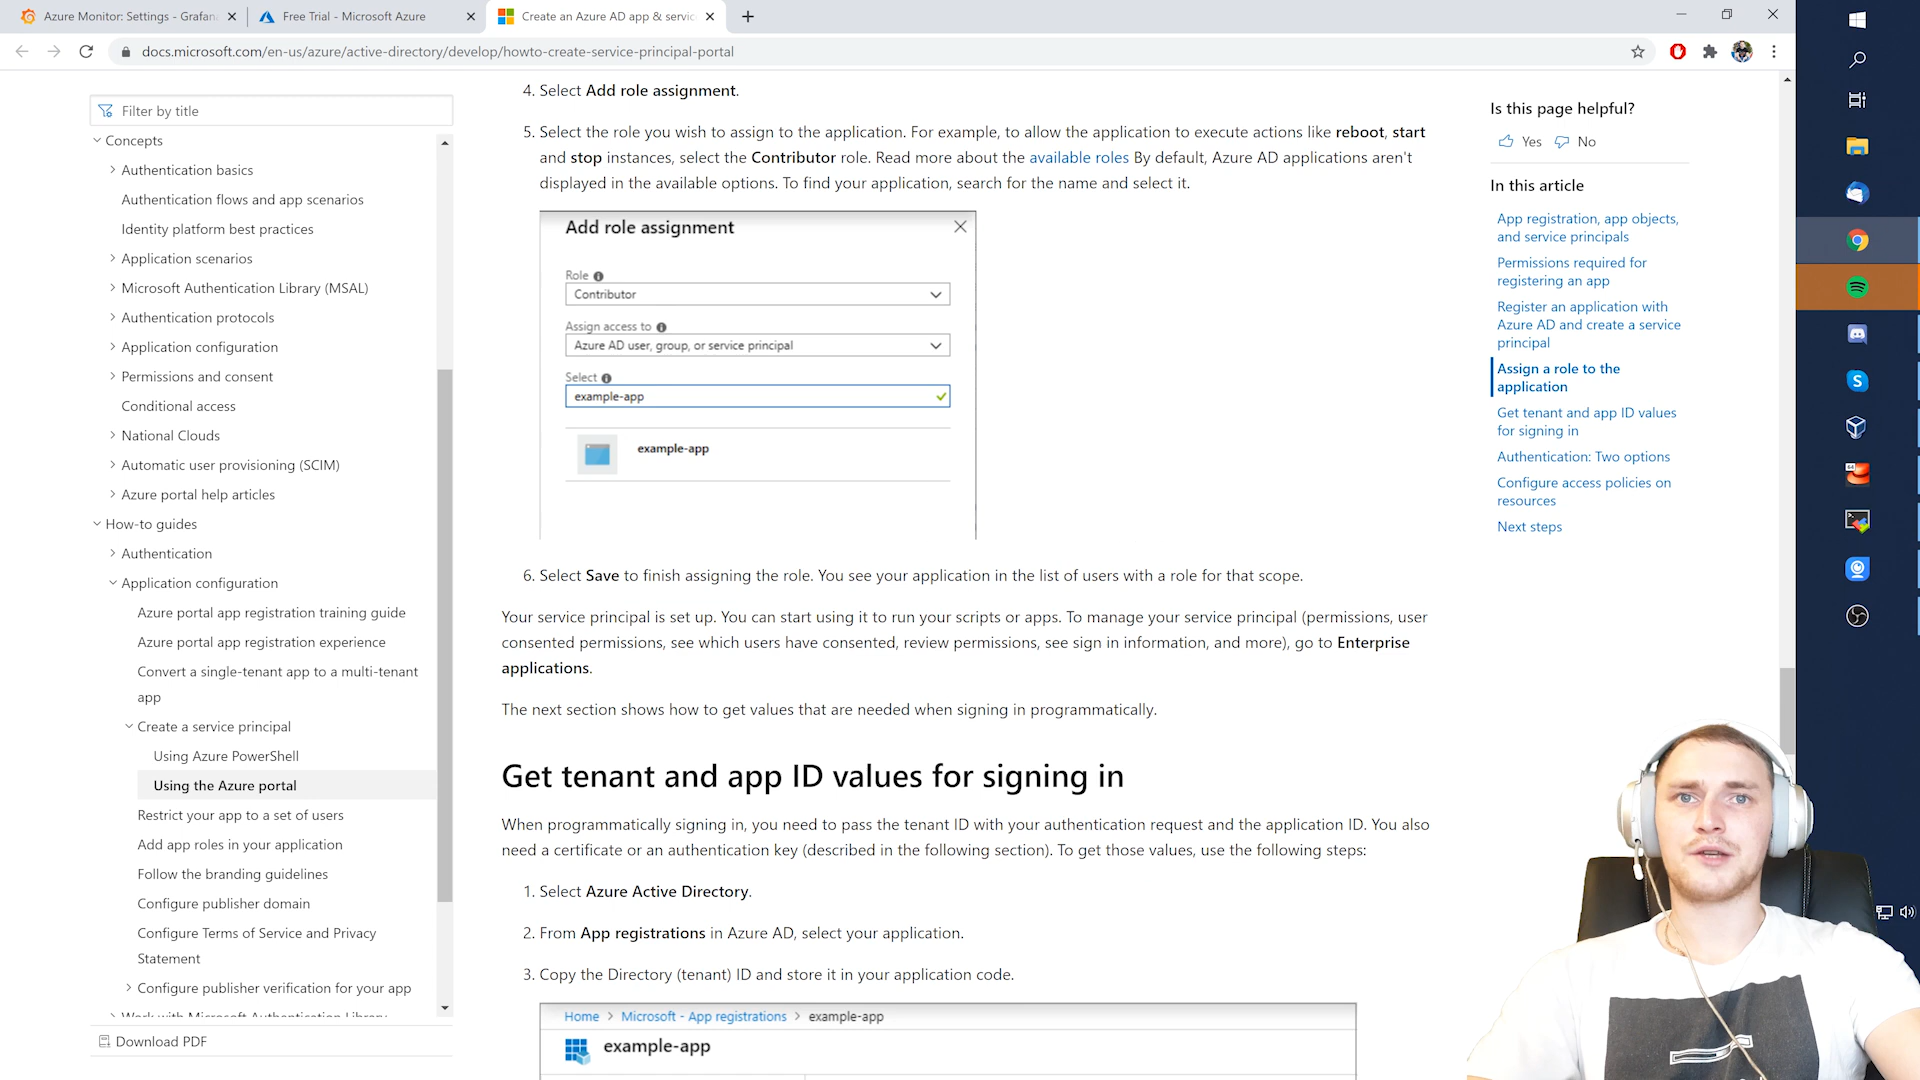 Azure Monitor: Settings - Grafan
Free Trial - Microsoft Azure
Create an Azure AD app & servic
docs.microsoft.com/en-us/azure/active-directory/develop/howto-create-service-principal-portal
Filter by title
Concepts
Authentication basics
Authentication flows and app scenarios
Identity platform best practices
Application scenarios
Microsoft Authentication Library (MSAL)
Authentication protocols
Application configuration
Permissions and consent
Conditional access
National Clouds
Automatic user provisioning (SCIM)
Azure portal help articles
How-to guides
Authentication
Application configuration
Azure portal app registration training guide
Azure portal app registration experience
Convert a single-tenant app to a multi-tenant
app
Create a service principal
Using Azure PowerShell
Using the Azure portal
Restrict your app to a set of users
Add app roles in your application
Follow the branding guidelines
Configure publisher domain
Configure Terms of Service and Privacy
Statement
Configure publisher verification for your app
Work with Microsoft Authentication Library
Download PDF
4. Select Add role assignment.
5. Select the role you wish to assign to the application. For example, to allow the application to execute actions like reboot, start
and stop instances, select the Contributor role. Read more about the available roles By default, Azure AD applications aren't
displayed in the available options. To find your application, search for the name and select it.
Add role assignment
Role
Contributor
Assign access to
Azure AD user, group, or service principal
Select
example-app
example-app
6. Select Save to finish assigning the role. You see your application in the list of users with a role for that scope.
Your service principal is set up. You can start using it to run your scripts or apps. To manage your service principal (permissions, user
consented permissions, see which users have consented, review permissions, see sign in information, and more), go to Enterprise
applications.
The next section shows how to get values that are needed when signing in programmatically.
Get tenant and app ID values for signing in
When programmatically signing in, you need to pass the tenant ID with your authentication request and the application ID. You also
need a certificate or an authentication key (described in the following section). To get those values, use the following steps:
1. Select Azure Active Directory.
2. From App registrations in Azure AD, select your application.
3. Copy the Directory (tenant) ID and store it in your application code.
Home > Microsoft - App registrations > example-app
example-app
Is this page helpful?
Yes No
In this article
App registration, app objects,
and service principals
Permissions required for
registering an app
Register an application with
Azure AD and create a service
principal
Assign a role to the
application
Get tenant and app ID values
for signing in
Authentication: Two options
Configure access policies on
resources
Next steps